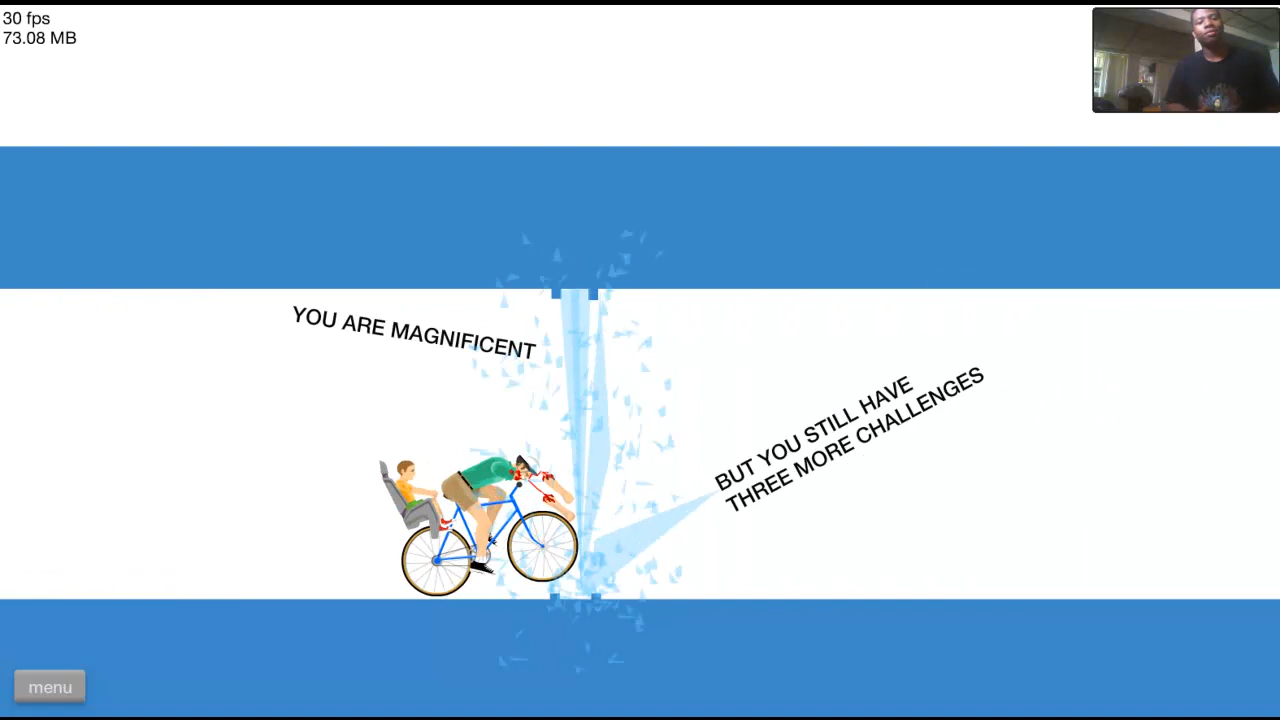 30 fps
73.08 MB
YOU ARE MAGNIFICENT
BUT YOU STILL HAVE
THREE MORE CHALLENGES
menu